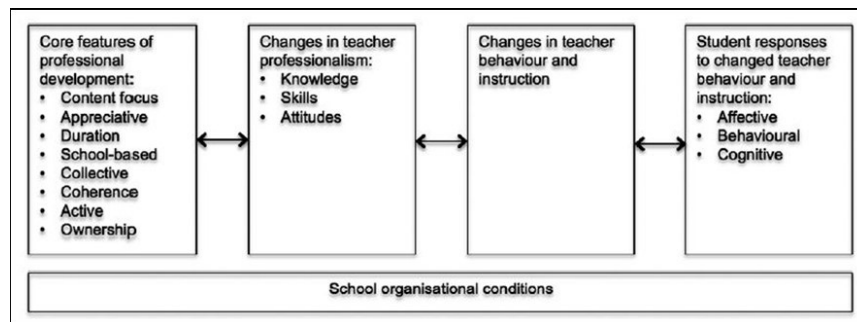 Core features of
professional
development:
• Content focus
• Appreciative
• Duration
• School-based
• Collective
• Coherence
• Active
• Ownership
Changes in teacher
professionalism:
• Knowledge
• Skills
• Attitudes
Changes in teacher
behaviour and
instruction
Student responses
to changed teacher
behaviour and
instruction:
• Affective
• Behavioural
• Cognitive
School organisational conditions